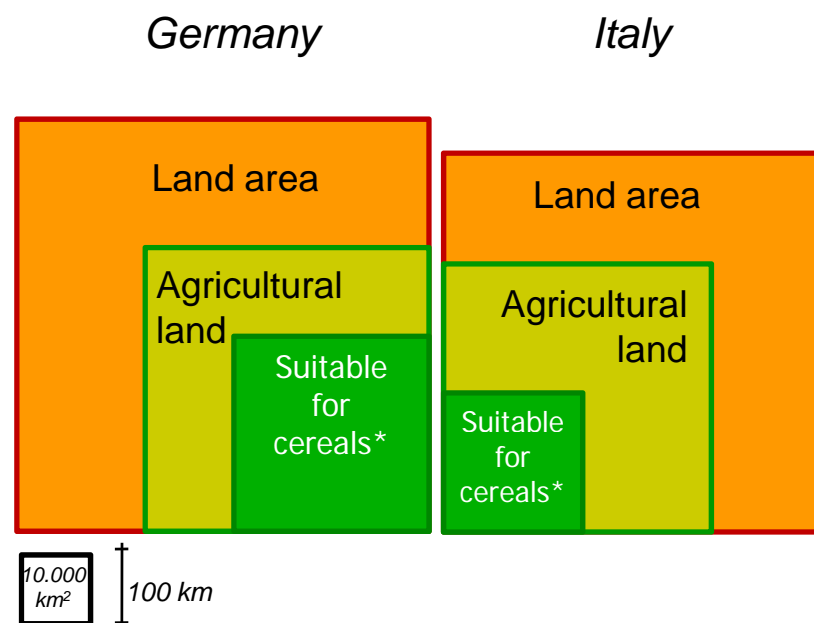 Germany
Italy
Land area
Land area
Agricultural
land
Agricultural
land
Suitable
for
cereals*
Suitable
for
cereals*
10.000
km²
100 km